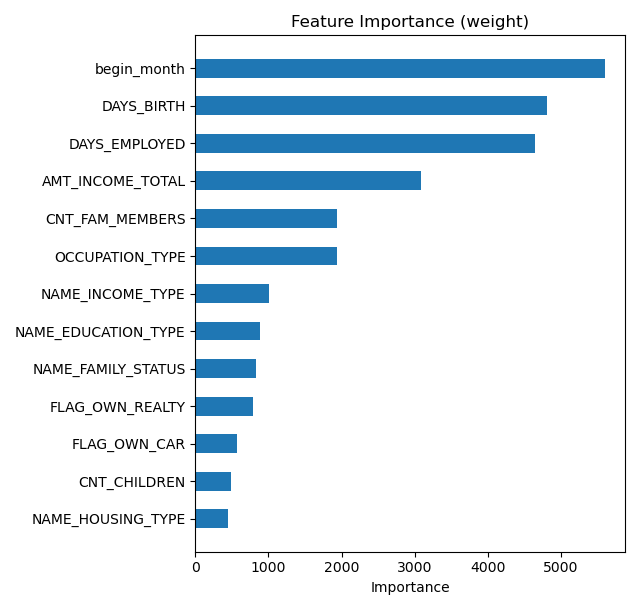 Feature Importance (weight)
begin_month
DAYS_BIRTH
DAYS_EMPLOYED
AMT_INCOME_TOTAL
CNT_FAM_MEMBERS
OCCUPATION_TYPE
NAME_INCOME_TYPE
NAME_EDUCATION_TYPE
NAME_FAMILY_STATUS
FLAG_OWN_REALTY
FLAG_OWN_CAR
CNT_CHILDREN
NAME_HOUSING_TYPE
0 1000 2000 3000 4000 5000
Importance